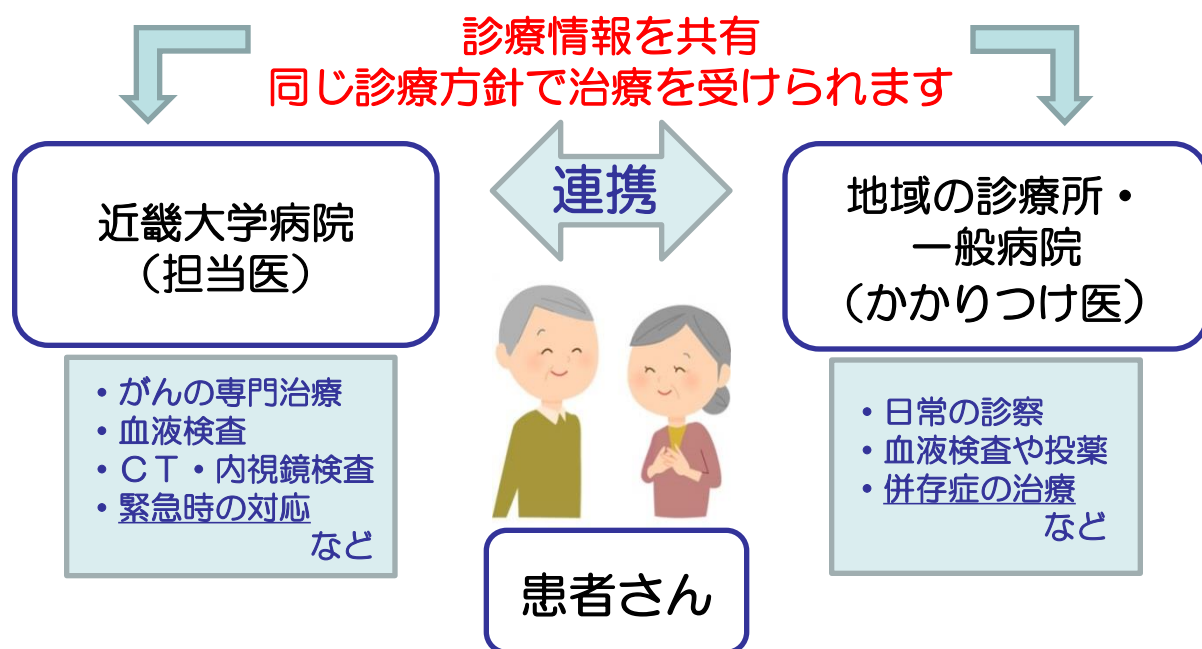 診療情報を共有
同じ診療方針で治療を受けられます
連携
近畿大学病院
（担当医）
・がんの専門治療
・血液検査
・ＣＴ・内視鏡検査
・緊急時の対応
など
地域の診療所・
一般病院
（かかりつけ医）
・日常の診察
・血液検査や投薬
・併存症の治療
など
患者さん